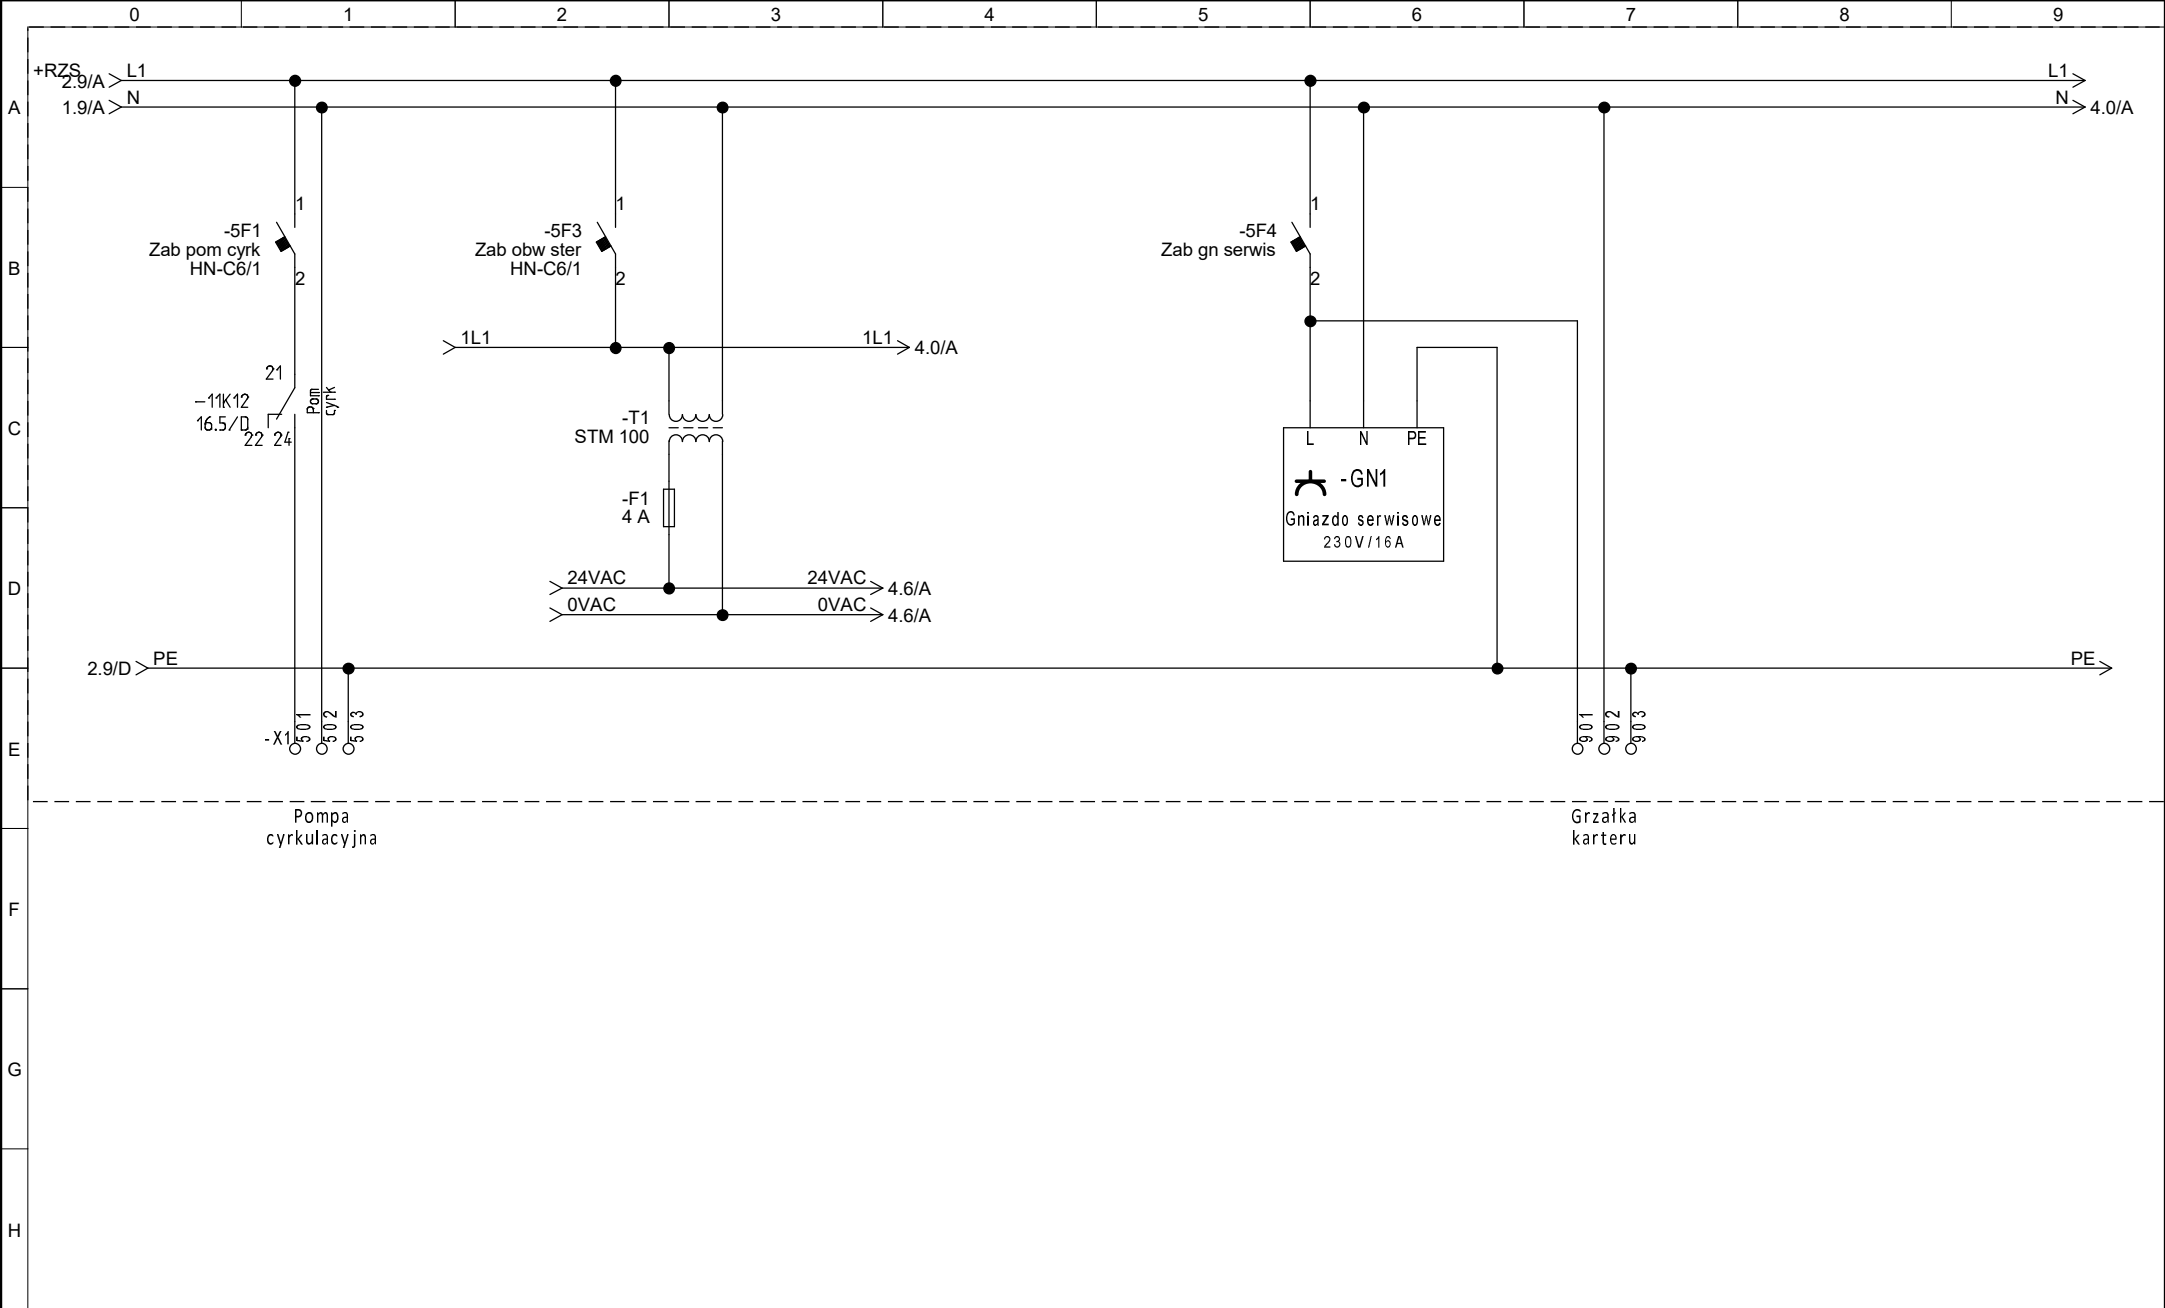 0 1 2 3 4 5 6 7 8 9
+RZS
2.9/A L1 L1
1.9/A N N 4.0/A
A
1 1 1
-5F1
Zab pom cyrk
HN-C6/1
2
-5F3
Zab obw ster
HN-C6/1
2
-5F4
Zab gn serwis
2
B
1L1 1L1 4.0/A
21
-11K12
16.5/D
22 24
Pom
cyrk
-T1
STM 100
C
L N PE
-GN1
Gniazdo serwisowe
230V/16A
-F1
4 A
24VAC 24VAC 4.6/A
0VAC 0VAC 4.6/A
D
2.9/D PE PE
-X1 501 502 503
901 902 903
E
Pompa
cyrkulacyjna
Grzałka
karteru
F
G
H